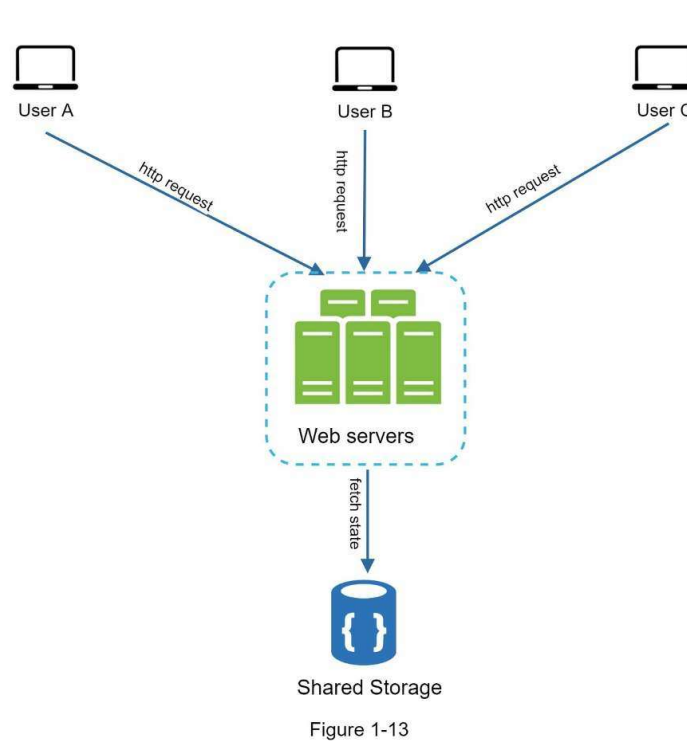 User A
User B
User C
http request
http request
http request
Web servers
fetch state
{ }
Shared Storage
Figure 1-13